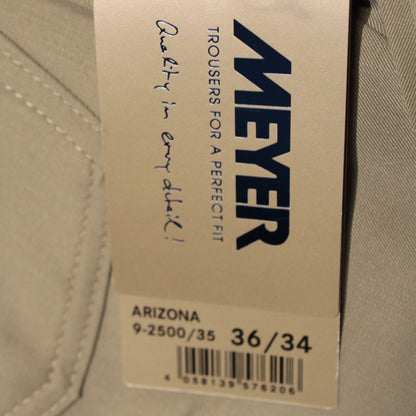 MEYER
TROUSERS FOR A PERFECT FIT
Quality in every detail!
ARIZONA
9-2500/35 36/34
4 058139 576206